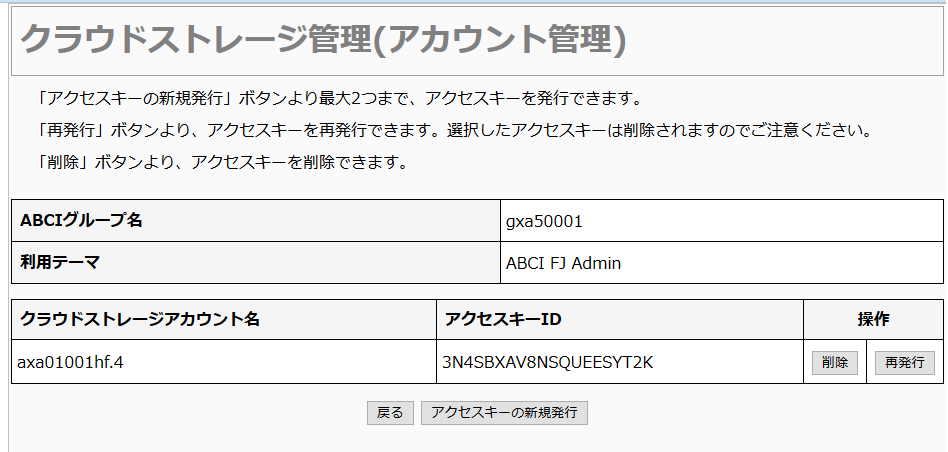 クラウドストレージ管理(アカウント管理)
「アクセスキーの新規発行」ボタンより最大2つまで、アクセスキーを発行できます。
「再発行」ボタンより、アクセスキーを再発行できます。選択したアクセスキーは削除されますのでご注意ください。
「削除」ボタンより、アクセスキーを削除できます。
ABCIグループ名 gxa50001
利用テーマ ABCI FJ Admin
クラウドストレージアカウント名 アクセスキーID 操作
axa01001hf.4 3N4SBXAV8NSQUEESYT2K 削除 再発行
戻る アクセスキーの新規発行